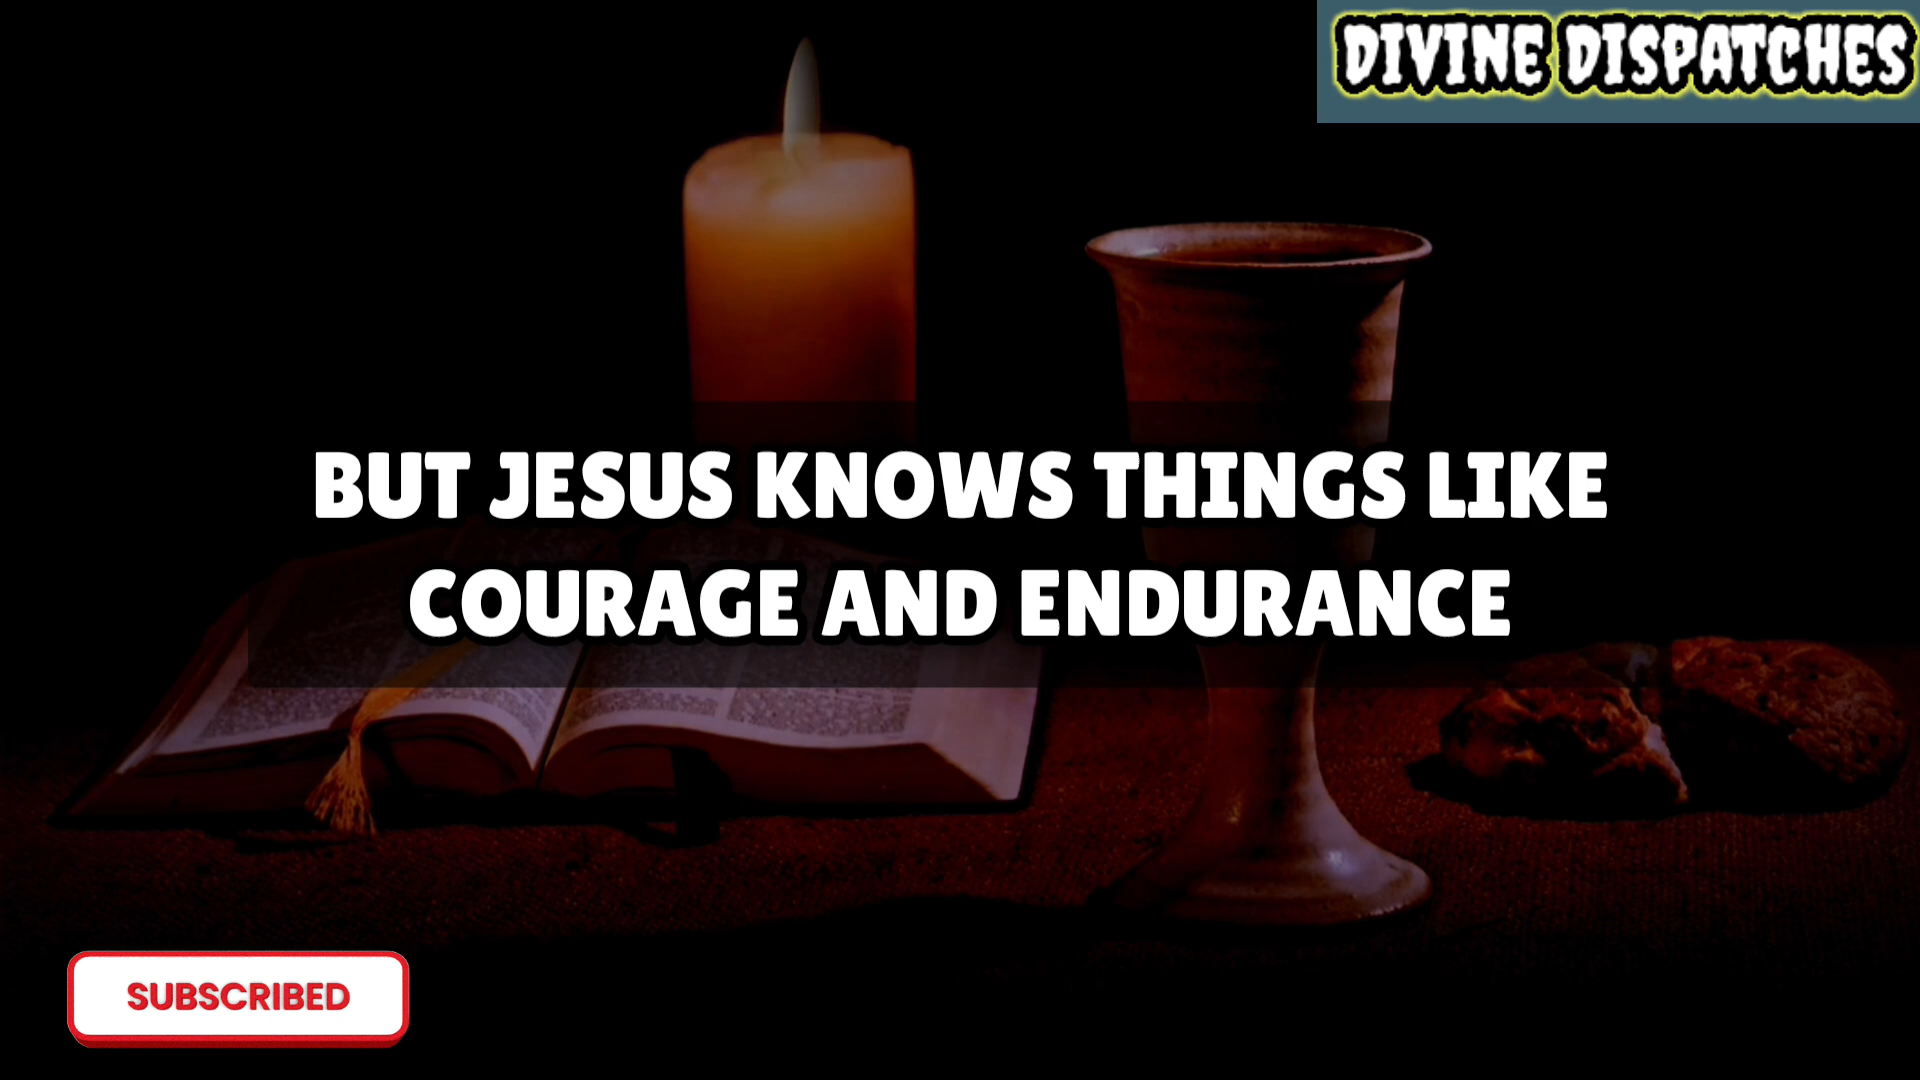 DIVINE DISPATCHES
BUT JESUS KNOWS THINGS LIKE
COURAGE AND ENDURANCE
SUBSCRIBED